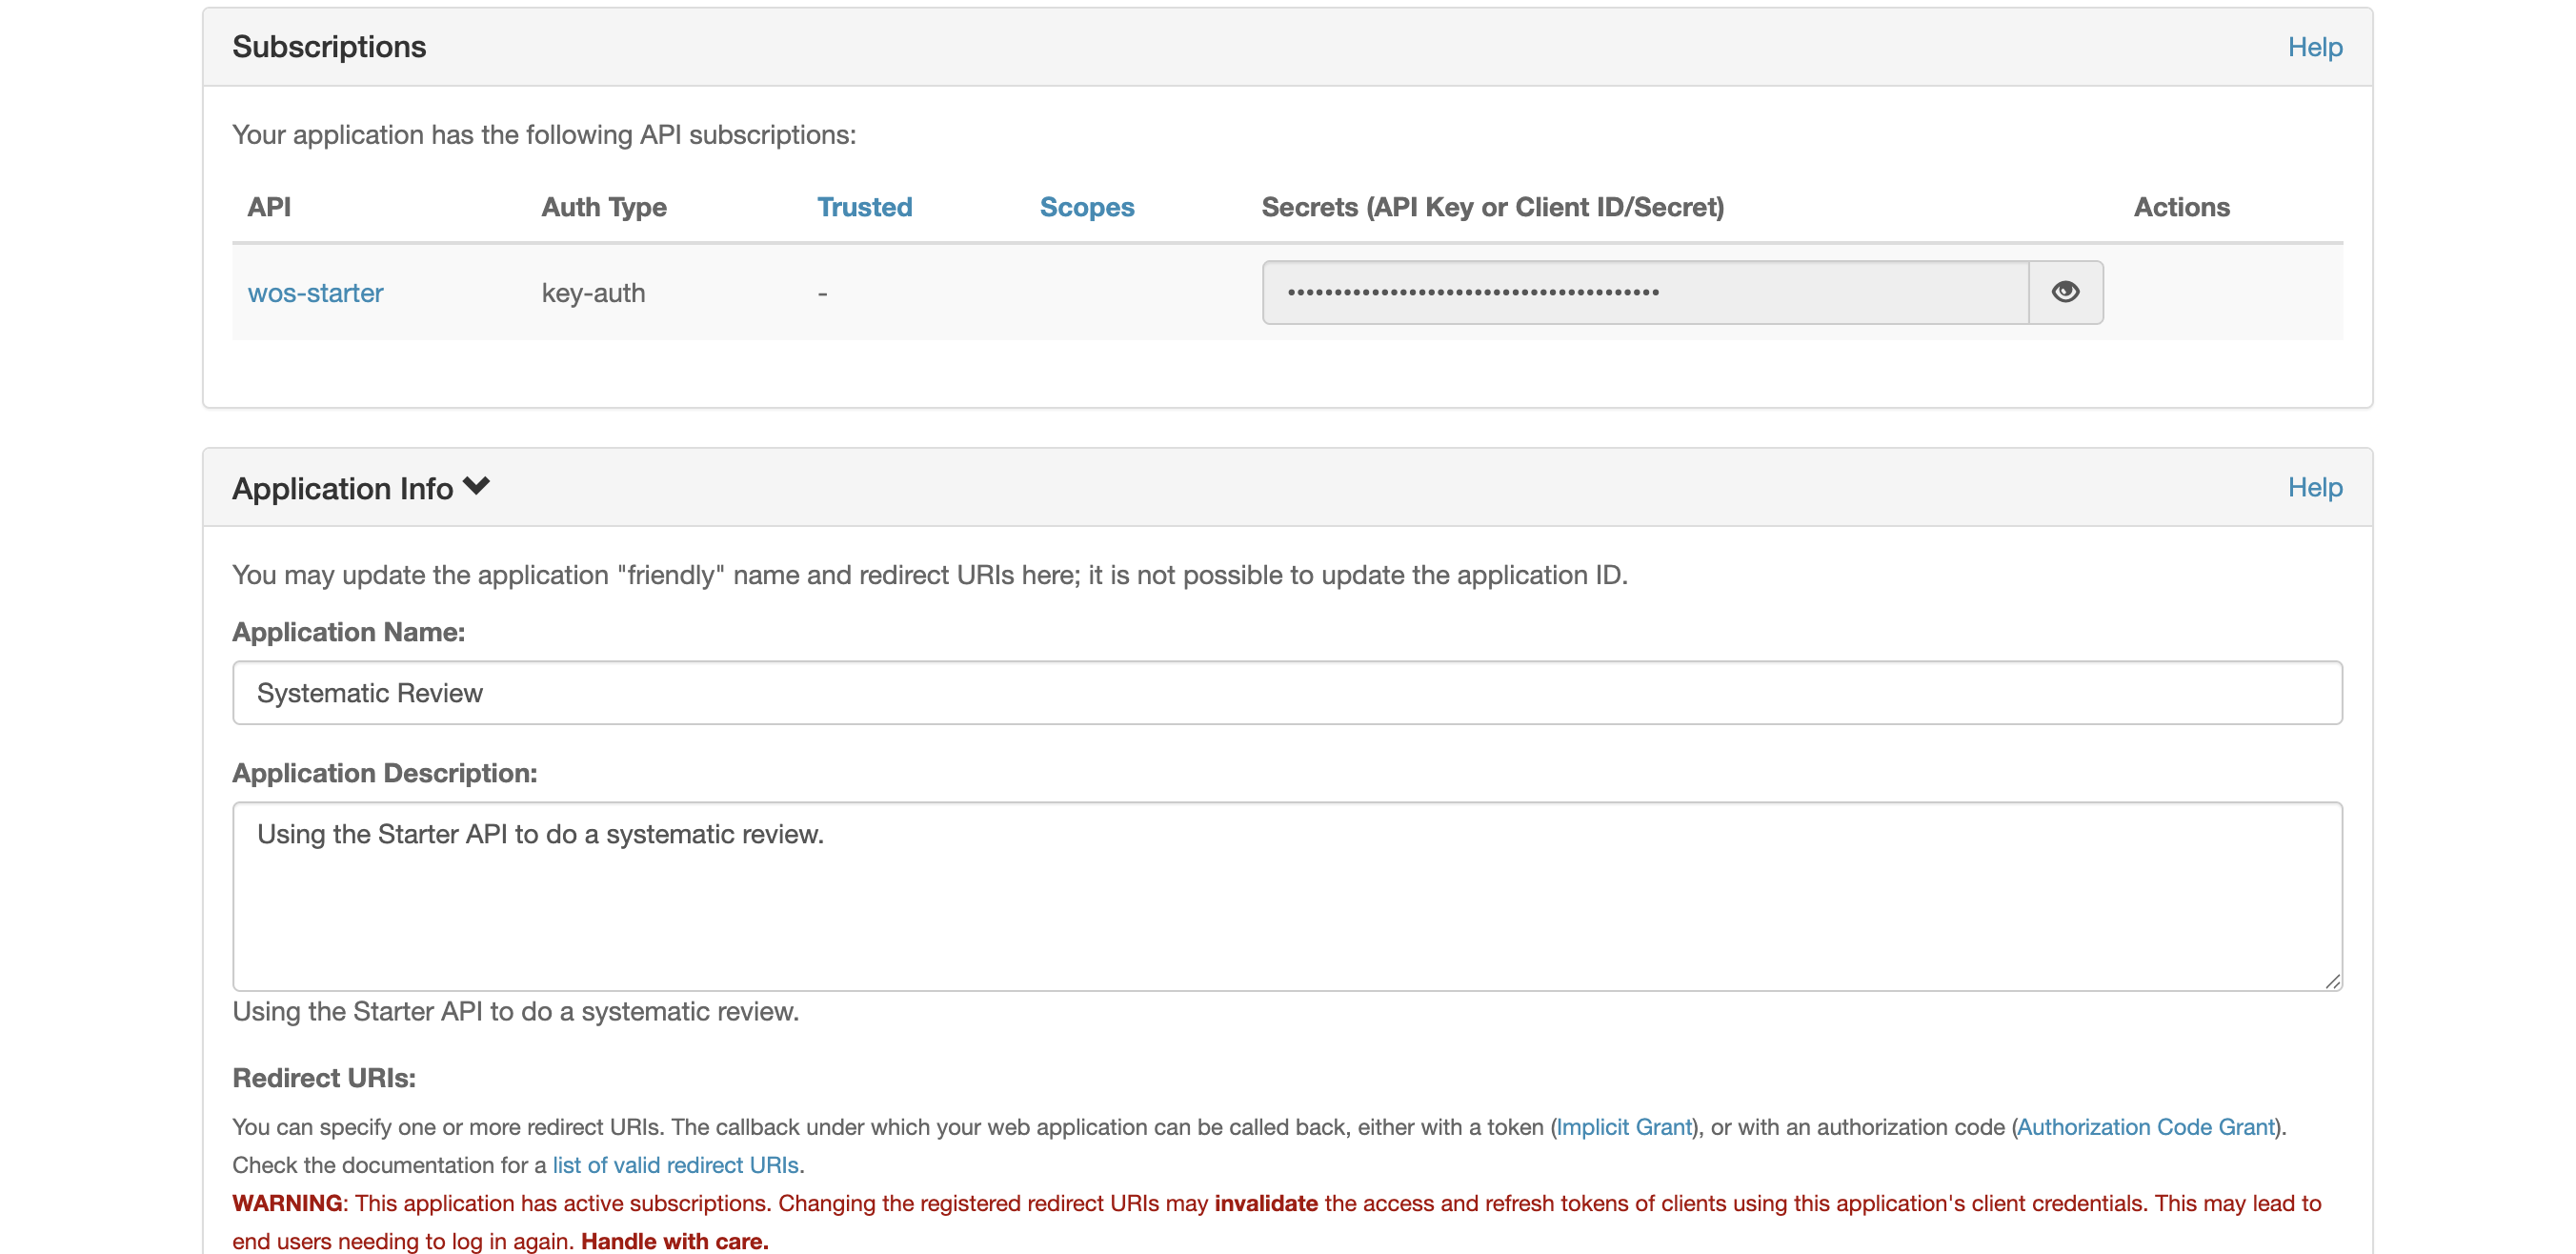 Subscriptions
Help
Your application has the following API subscriptions:
API Auth Type Trusted Scopes Secrets (API Key or Client ID/Secret) Actions
wos-starter key-auth - ••••••••••••••••••••••••••••••••••••••••
Application Info
Help
You may update the application "friendly" name and redirect URIs here; it is not possible to update the application ID.
Application Name:
Systematic Review
Application Description:
Using the Starter API to do a systematic review.
Using the Starter API to do a systematic review.
Redirect URIs:
You can specify one or more redirect URIs. The callback under which your web application can be called back, either with a token (Implicit Grant), or with an authorization code (Authorization Code Grant).
Check the documentation for a list of valid redirect URIs.
WARNING: This application has active subscriptions. Changing the registered redirect URIs may invalidate the access and refresh tokens of clients using this application's client credentials. This may lead to
end users needing to log in again. Handle with care.